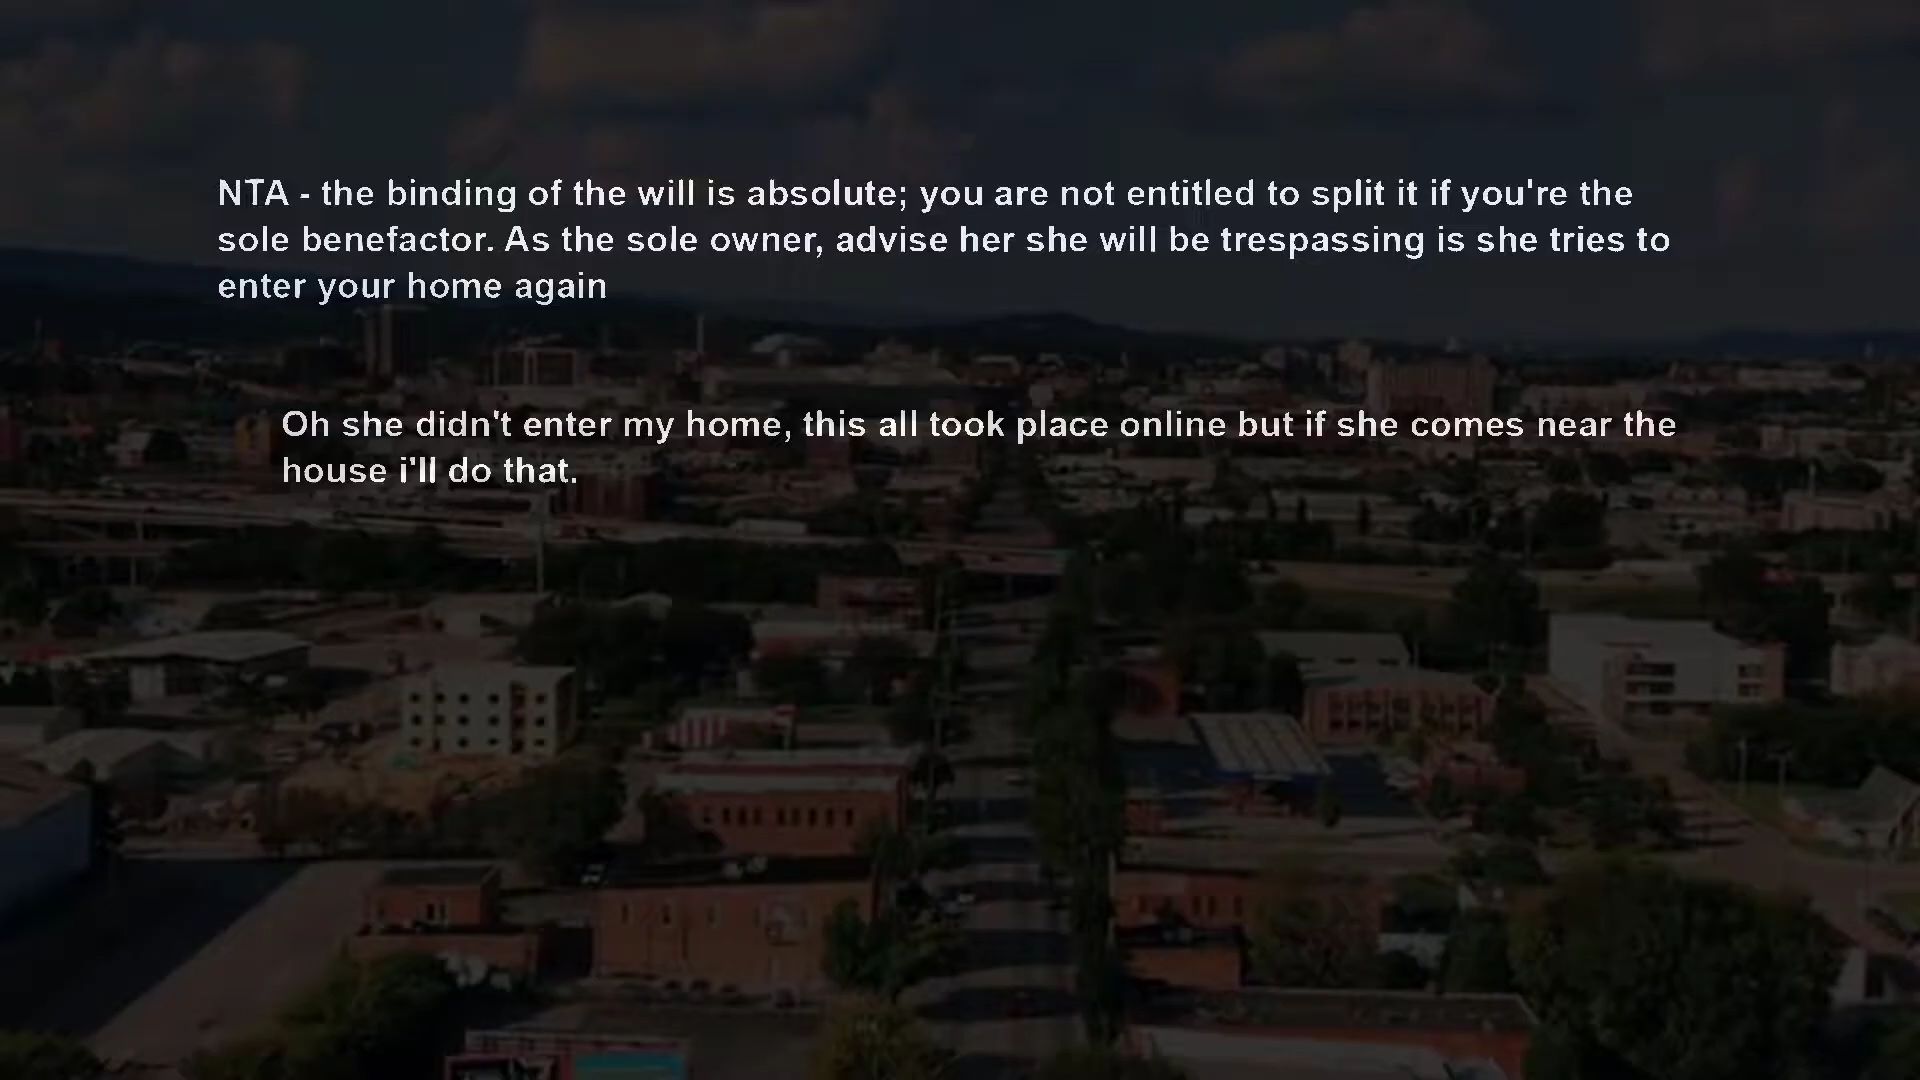 NTA - the binding of the will is absolute; you are not entitled to split it if you're the
sole benefactor. As the sole owner, advise her she will be trespassing is she tries to
enter your home again
Oh she didn't enter my home, this all took place online but if she comes near the
house i'll do that.